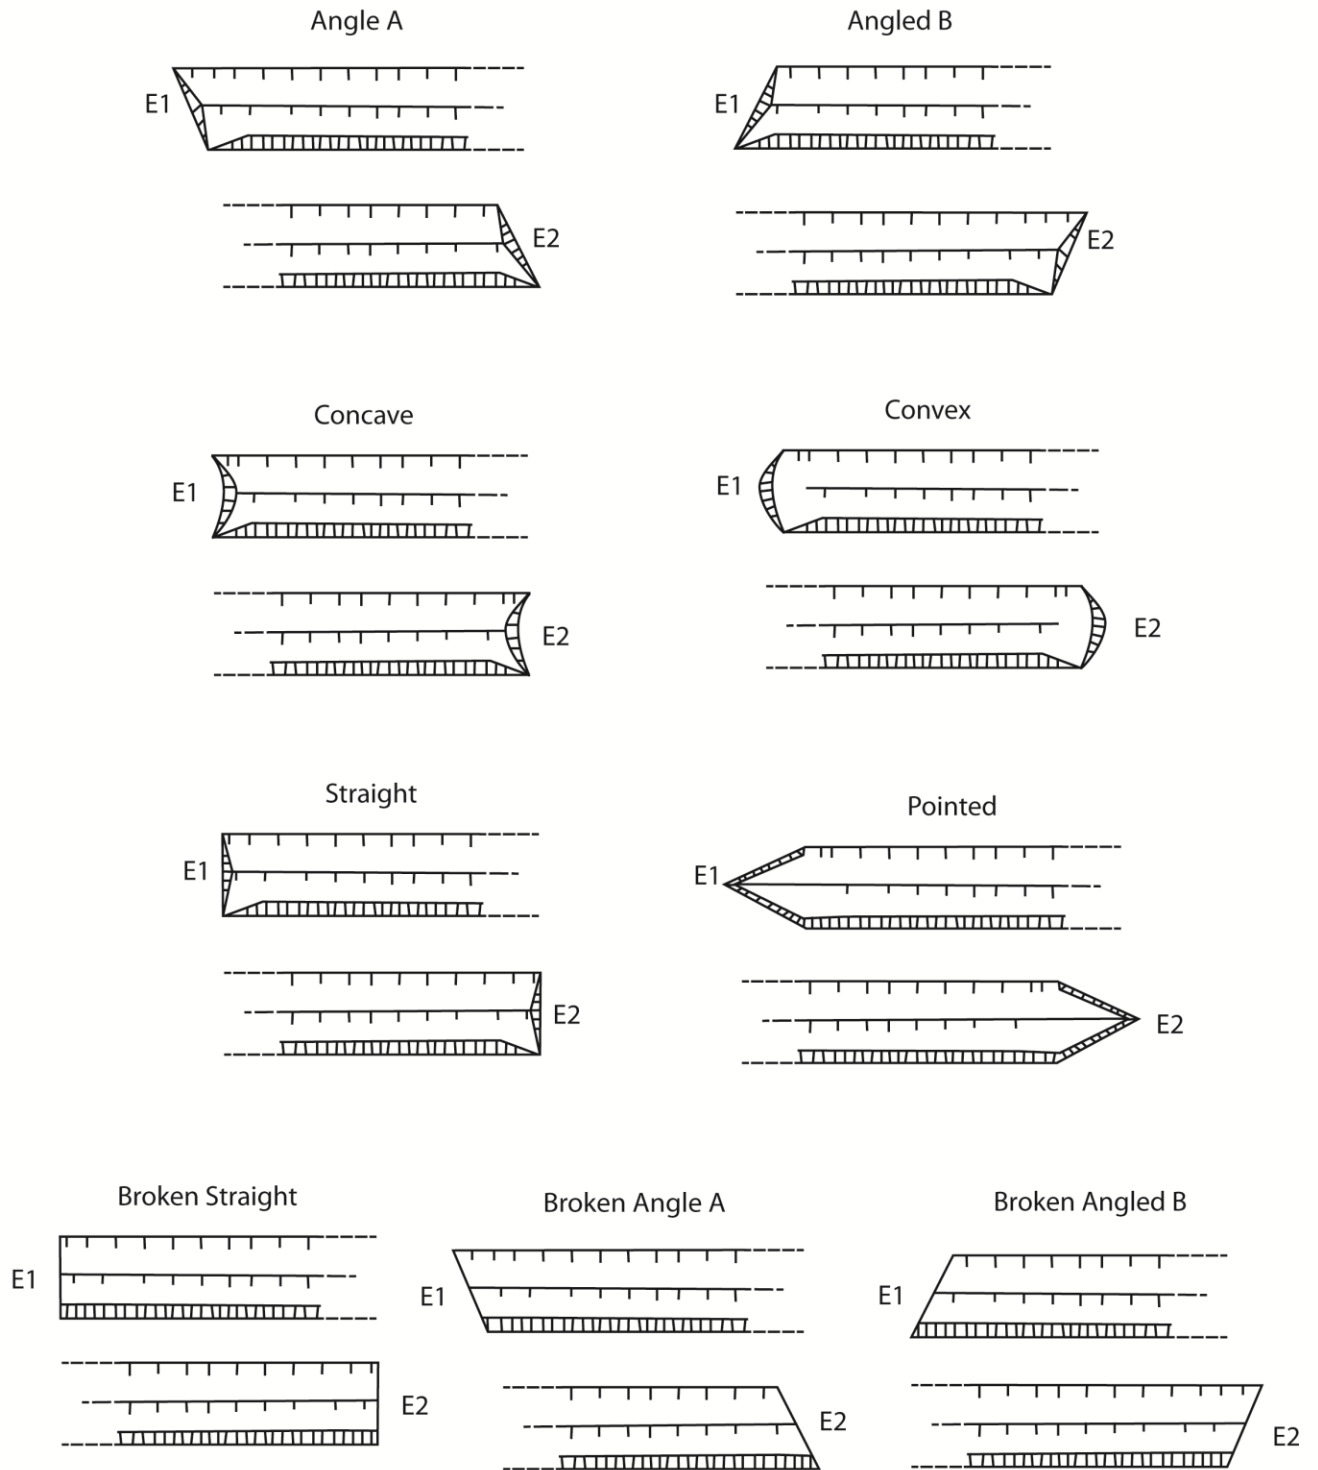 Angle A
Angled B
E1
E1
E2
E2
Concave
Convex
E1
E1
E2
E2
Straight
Pointed
E1
E1
E2
E2
Broken Straight
Broken Angle A
Broken Angled B
E1
E1
E1
E2
E2
E2